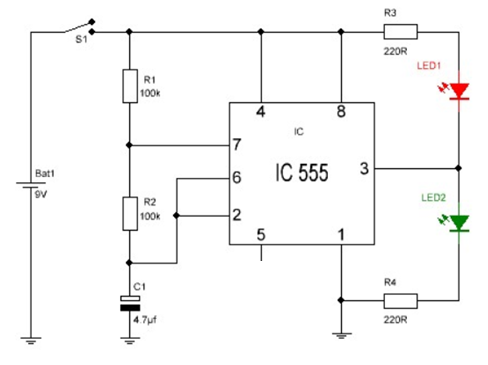 S1
R3
220R
LED1
R1
100k
4
8
IC
7
IC 555
3
6
Bat1
9V
R2
100k
2
LED2
5
1
C1
4.7µf
R4
220R